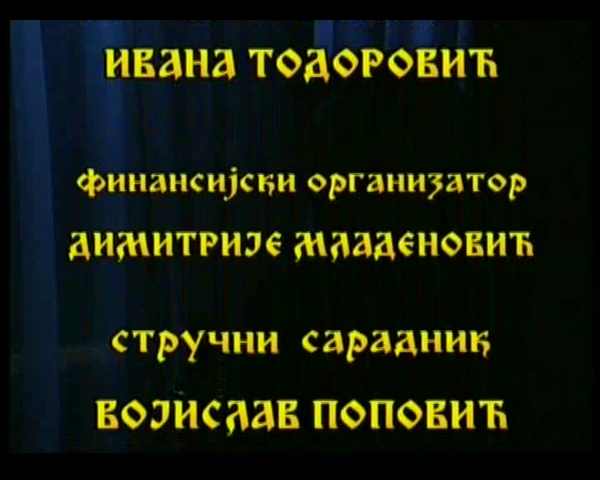 ИВАНА ТОДОРОВИЋ
финансијски организатор
ДИМИТРИЈЕ МЛАДЕНОВИЋ
стручни сарадник
ВОЈИСЛАВ ПОПОВИЋ